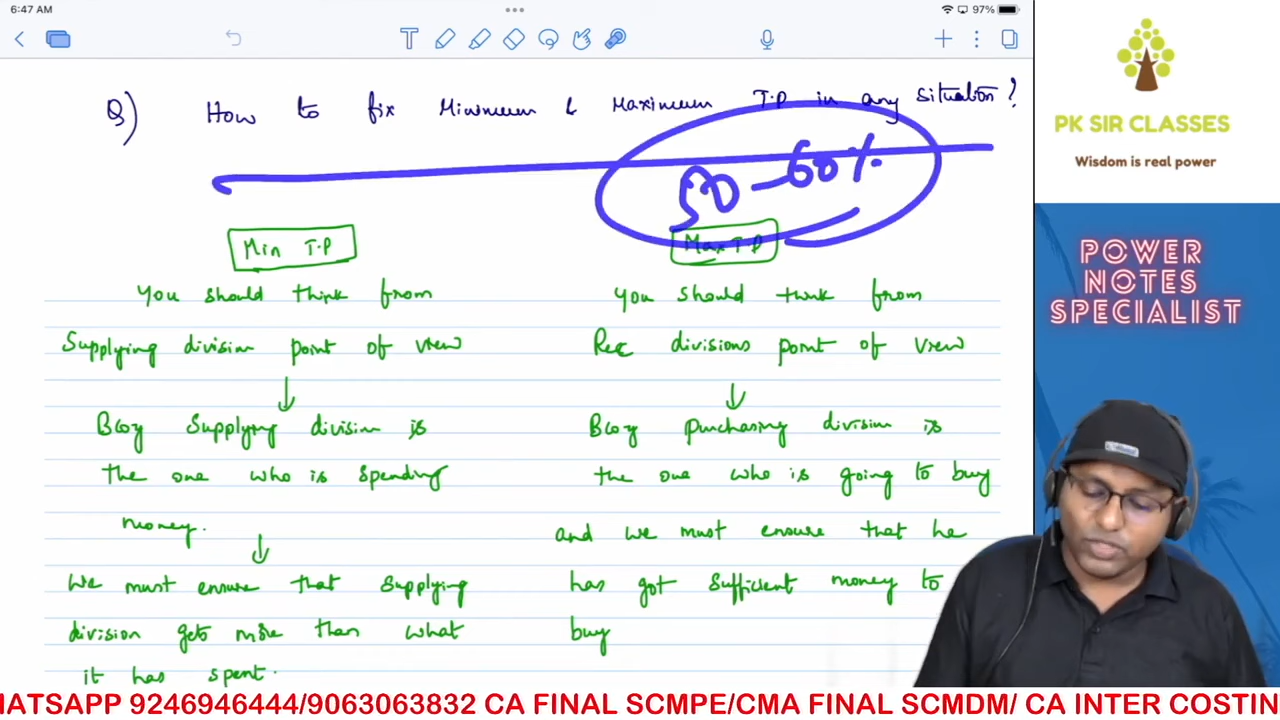 6:47 AM
97%
Q) How to fix Minimum & Maximum T.P in any situation?
50 - 60%
Min T.P
Max T.P
You should think from
Supplying division point of view
You should think from
Rec divisions point of view
Bcoz Supplying division is
the one who is spending
money.
Bcoz purchasing division is
the one who is going to buy
and we must ensure that he
has got sufficient money to
buy
We must ensure that supplying
division gets more than what
it has spent.
PK SIR CLASSES
Wisdom is real power
POWER
NOTES
SPECIALIST
HATSAPP 9246946444/9063063832 CA FINAL SCMPE/CMA FINAL SCMDM/ CA INTER COSTIN